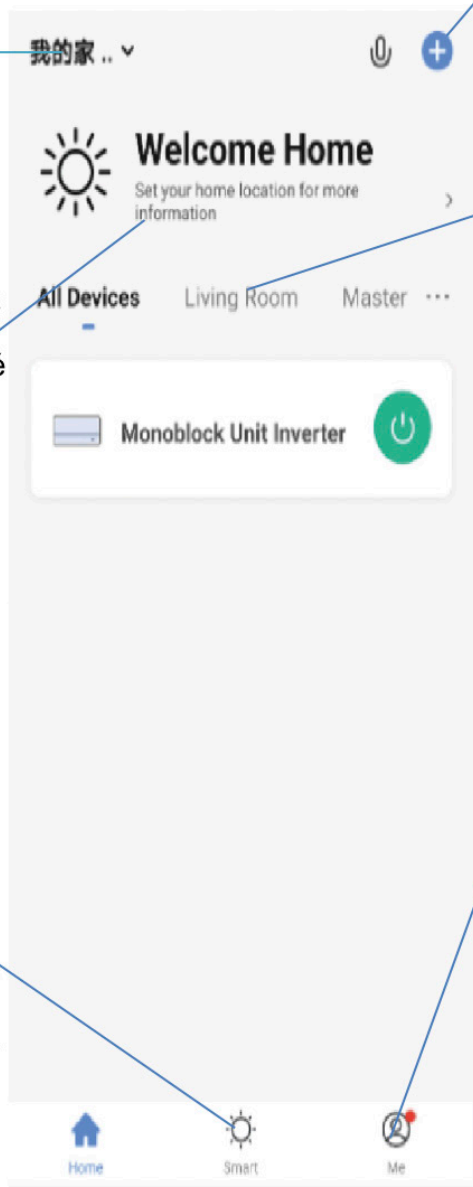 我的家 ..
Welcome Home
Set your home location for more
information
All Devices
Living Room
Master
é
Monoblock Unit Inverter
Home
Smart
Me